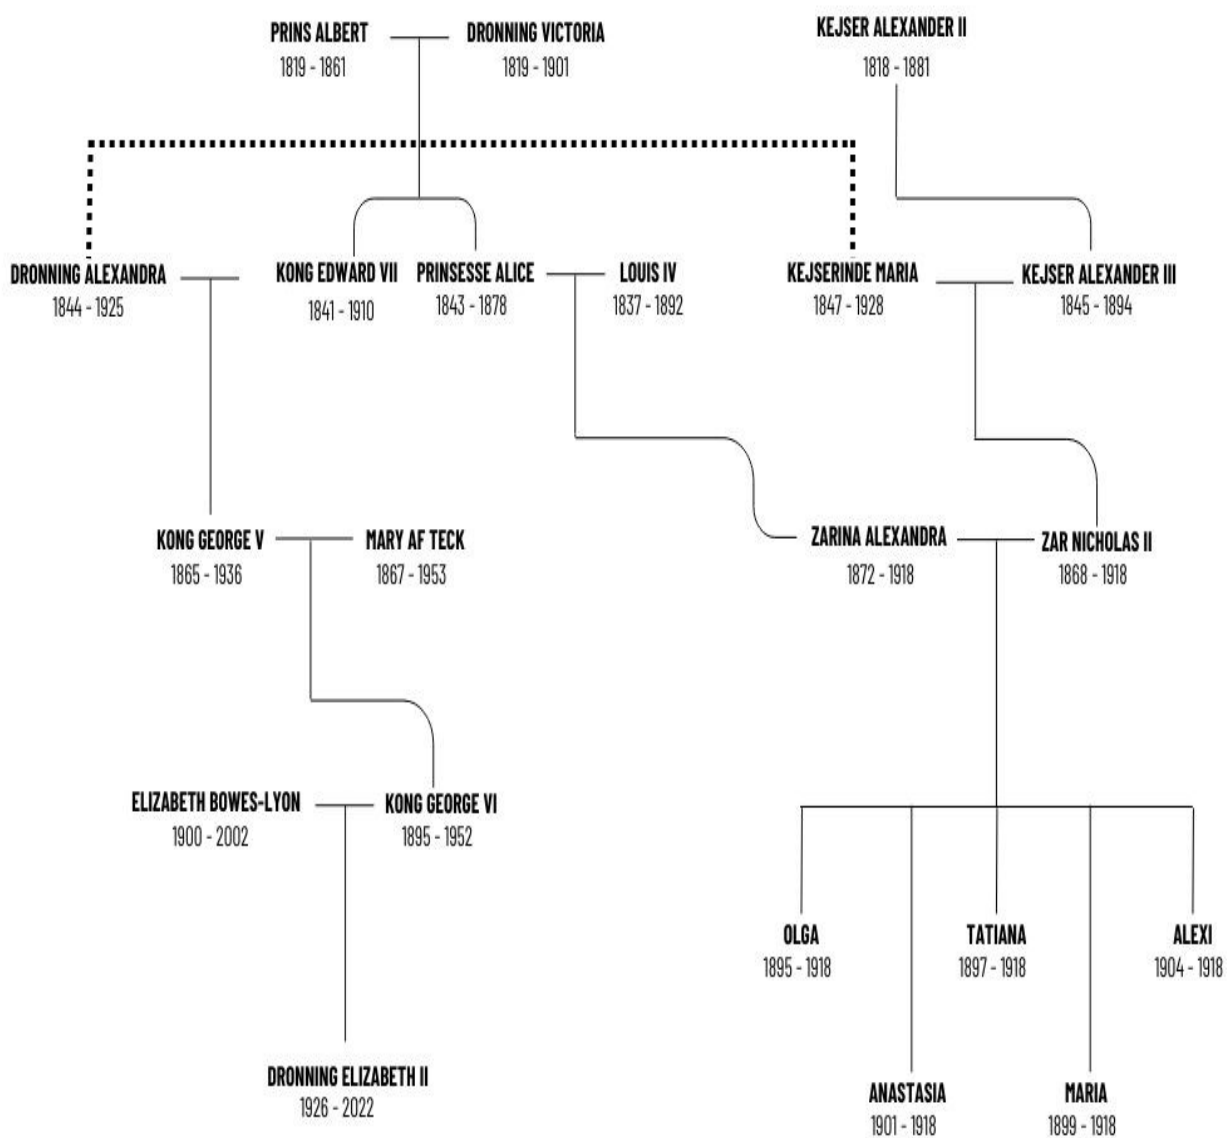 PRINS ALBERT
1819 - 1861
DRONNING VICTORIA
1819 - 1901
KEJSER ALEXANDER II
1818 - 1881
DRONNING ALEXANDRA
1844 - 1925
KONG EDWARD VII
1841 - 1910
PRINSESSE ALICE
1843 - 1878
LOUIS IV
1837 - 1892
KEJSERINDE MARIA
1847 - 1928
KEJSER ALEXANDER III
1845 - 1894
KONG GEORGE V
1865 - 1936
MARY AF TECK
1867 - 1953
ZARINA ALEXANDRA
1872 - 1918
ZAR NICHOLAS II
1868 - 1918
ELIZABETH BOWES-LYON
1900 - 2002
KONG GEORGE VI
1895 - 1952
OLGA
1895 - 1918
TATIANA
1897 - 1918
ALEXI
1904 - 1918
DRONNING ELIZABETH II
1926 - 2022
ANASTASIA
1901 - 1918
MARIA
1899 - 1918